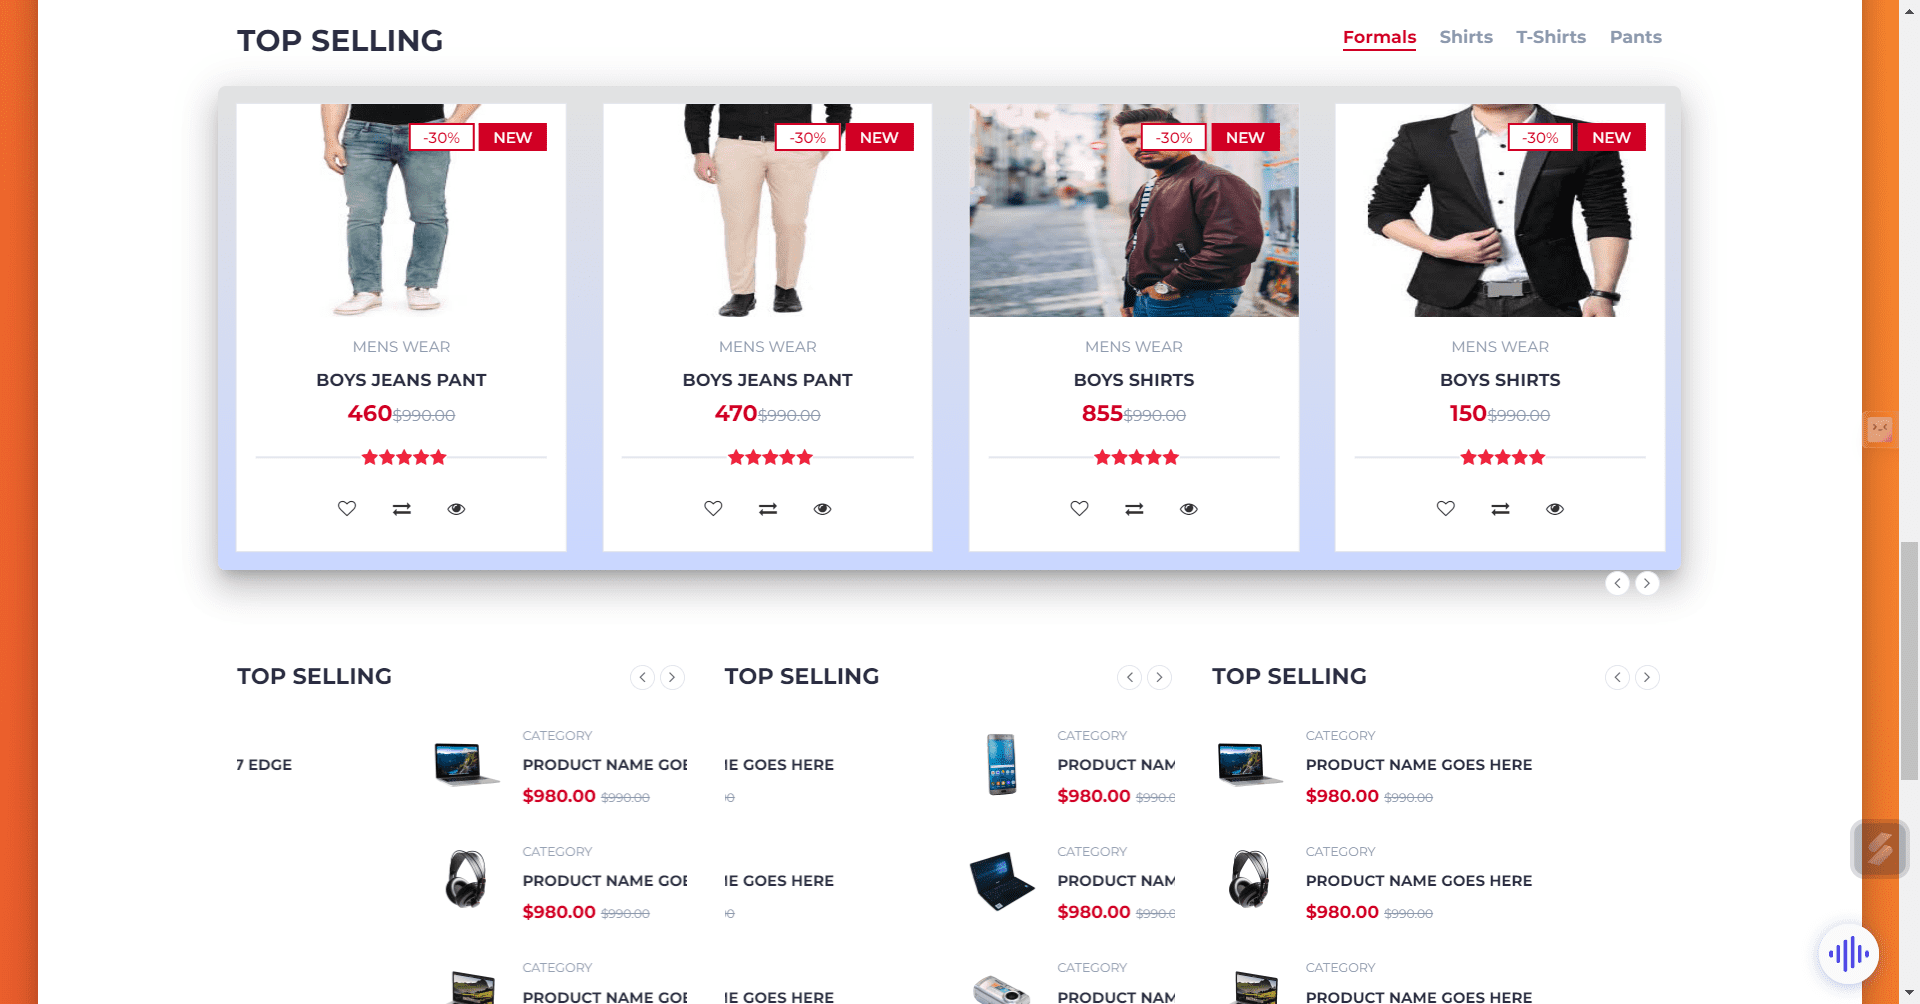 TOP SELLING
Formals Shirts T-Shirts Pants
-30% NEW
-30% NEW
-30% NEW
-30% NEW
MENS WEAR
BOYS JEANS PANT
460$990.00
MENS WEAR
BOYS JEANS PANT
470$990.00
MENS WEAR
BOYS SHIRTS
855$990.00
MENS WEAR
BOYS SHIRTS
150$990.00
TOP SELLING
7 EDGE
CATEGORY
PRODUCT NAME GOE
$980.00 $990.00
CATEGORY
PRODUCT NAME GOE
$980.00 $990.00
CATEGORY
PRODUCT NAME GOE
TOP SELLING
IE GOES HERE
CATEGORY
PRODUCT NAM
$980.00 $990.0
IE GOES HERE
CATEGORY
PRODUCT NAM
$980.00 $990.0
IE GOES HERE
CATEGORY
PRODUCT NAM
TOP SELLING
CATEGORY
PRODUCT NAME GOES HERE
$980.00 $990.00
CATEGORY
PRODUCT NAME GOES HERE
$980.00 $990.00
CATEGORY
PRODUCT NAME GOES HERE